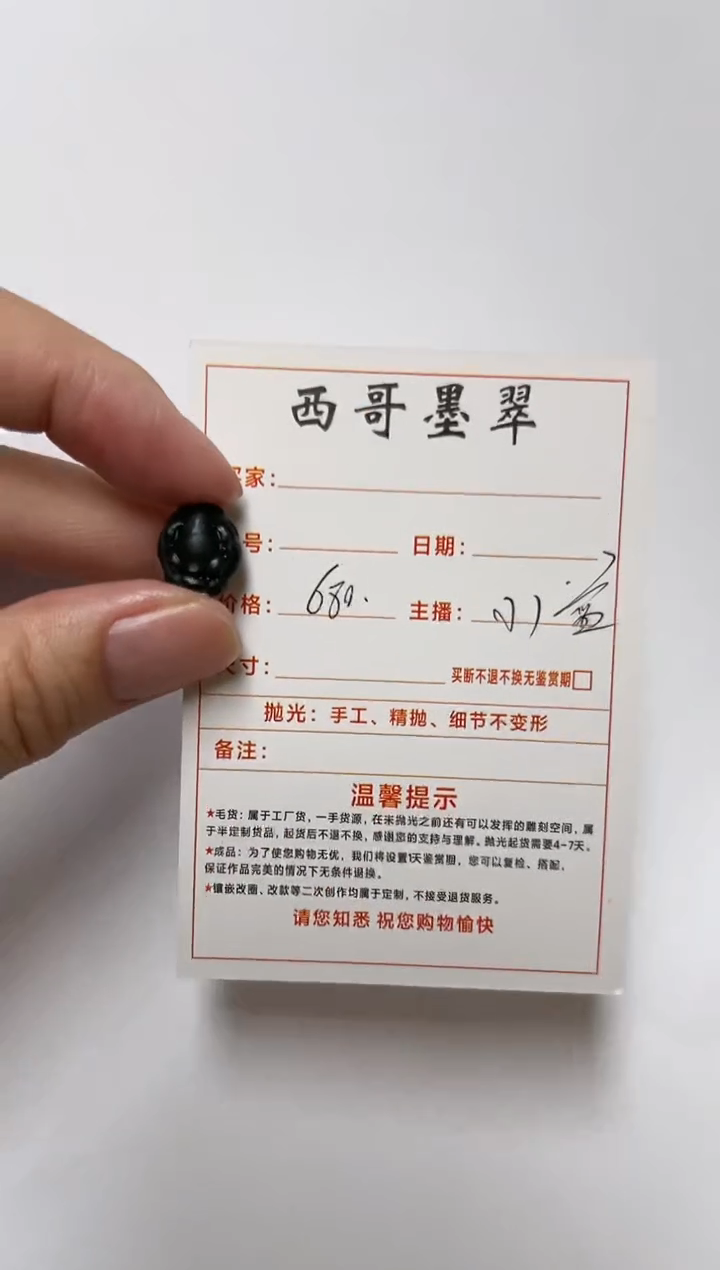 西哥墨翠
家：
号： 日期：
价格：680. 主播：小
寸： 买断不退不换无鉴赏期
抛光：手工、精抛、细节不变形
备注：
温馨提示
★毛货：属于工厂货，一手货源，在未抛光之前还有可以发挥的雕刻空间，属
于半定制货品，起货后不退不换，感谢您的支持与理解。抛光起货需要4-7天。
★成品：为了使您购物无忧，我们将设置1天鉴赏期，您可以复检、搭配，
保证作品完美的情况下无条件退换。
★镶嵌改圈、改款等二次创作均属于定制，不接受退货服务。
请您知悉 祝您购物愉快